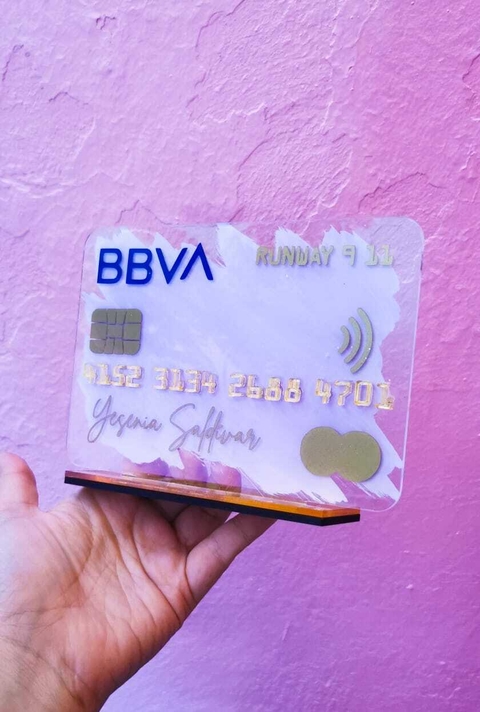 BBVA
RUNWAY 9 11
4152 3134 2688 4701
Yesenia Saldivar